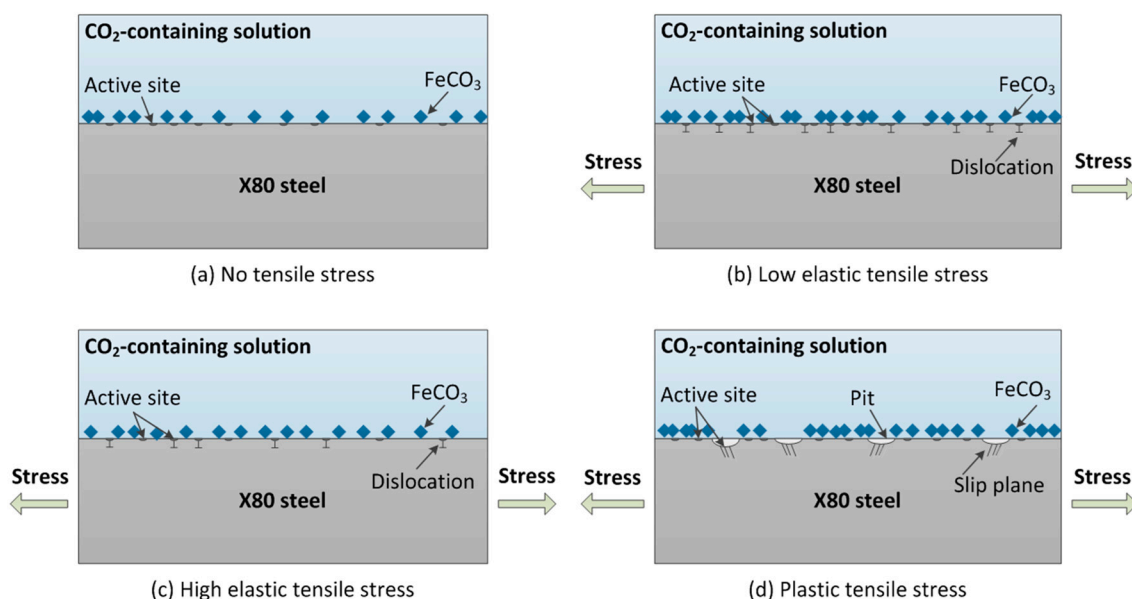 CO₂-containing solution
Active site
FeCO₃
X80 steel
(a) No tensile stress
CO₂-containing solution
Active site
FeCO₃
Dislocation
Stress
Stress
X80 steel
(b) Low elastic tensile stress
CO₂-containing solution
Active site
FeCO₃
Dislocation
Stress
Stress
X80 steel
(c) High elastic tensile stress
CO₂-containing solution
Active site
Pit
FeCO₃
Slip plane
Stress
Stress
X80 steel
(d) Plastic tensile stress